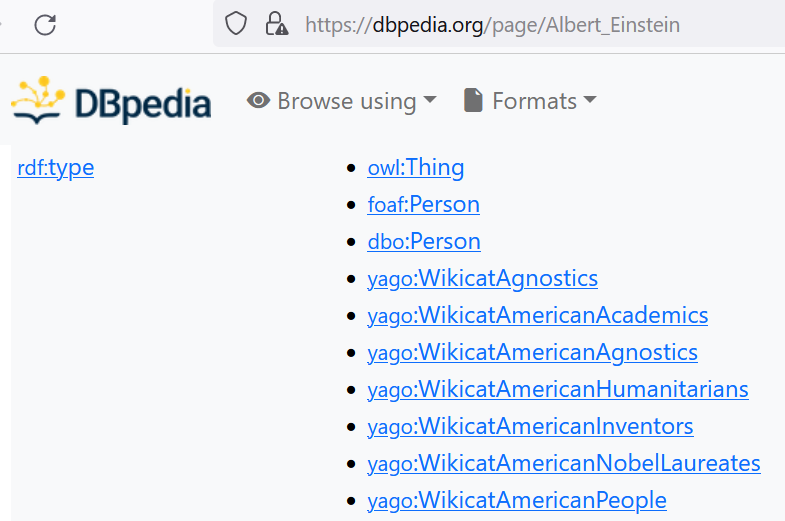 https://dbpedia.org/page/Albert_Einstein
DBpedia Browse using Formats
rdf:type
owl:Thing
foaf:Person
dbo:Person
yago:WikicatAgnostics
yago:WikicatAmericanAcademics
yago:WikicatAmericanAgnostics
yago:WikicatAmericanHumanitarians
yago:WikicatAmericanInventors
yago:WikicatAmericanNobelLaureates
yago:WikicatAmericanPeople